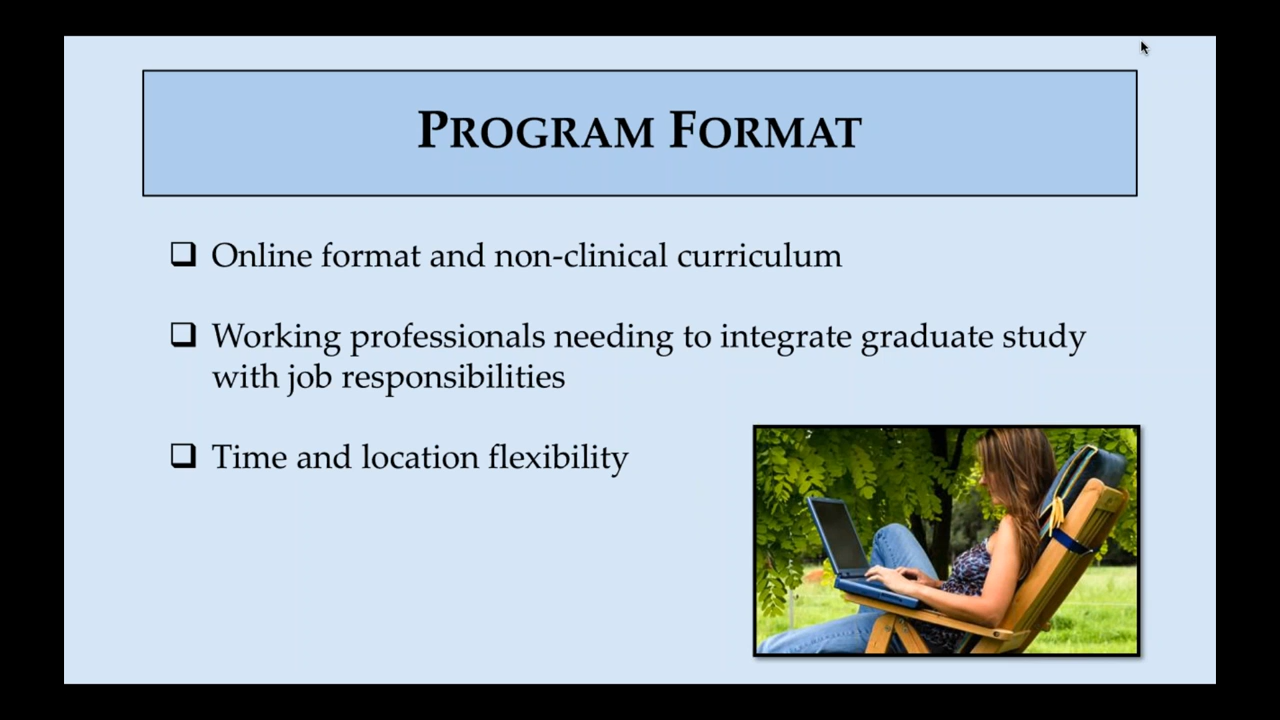 PROGRAM FORMAT
Online format and non-clinical curriculum
Working professionals needing to integrate graduate study
with job responsibilities
Time and location flexibility